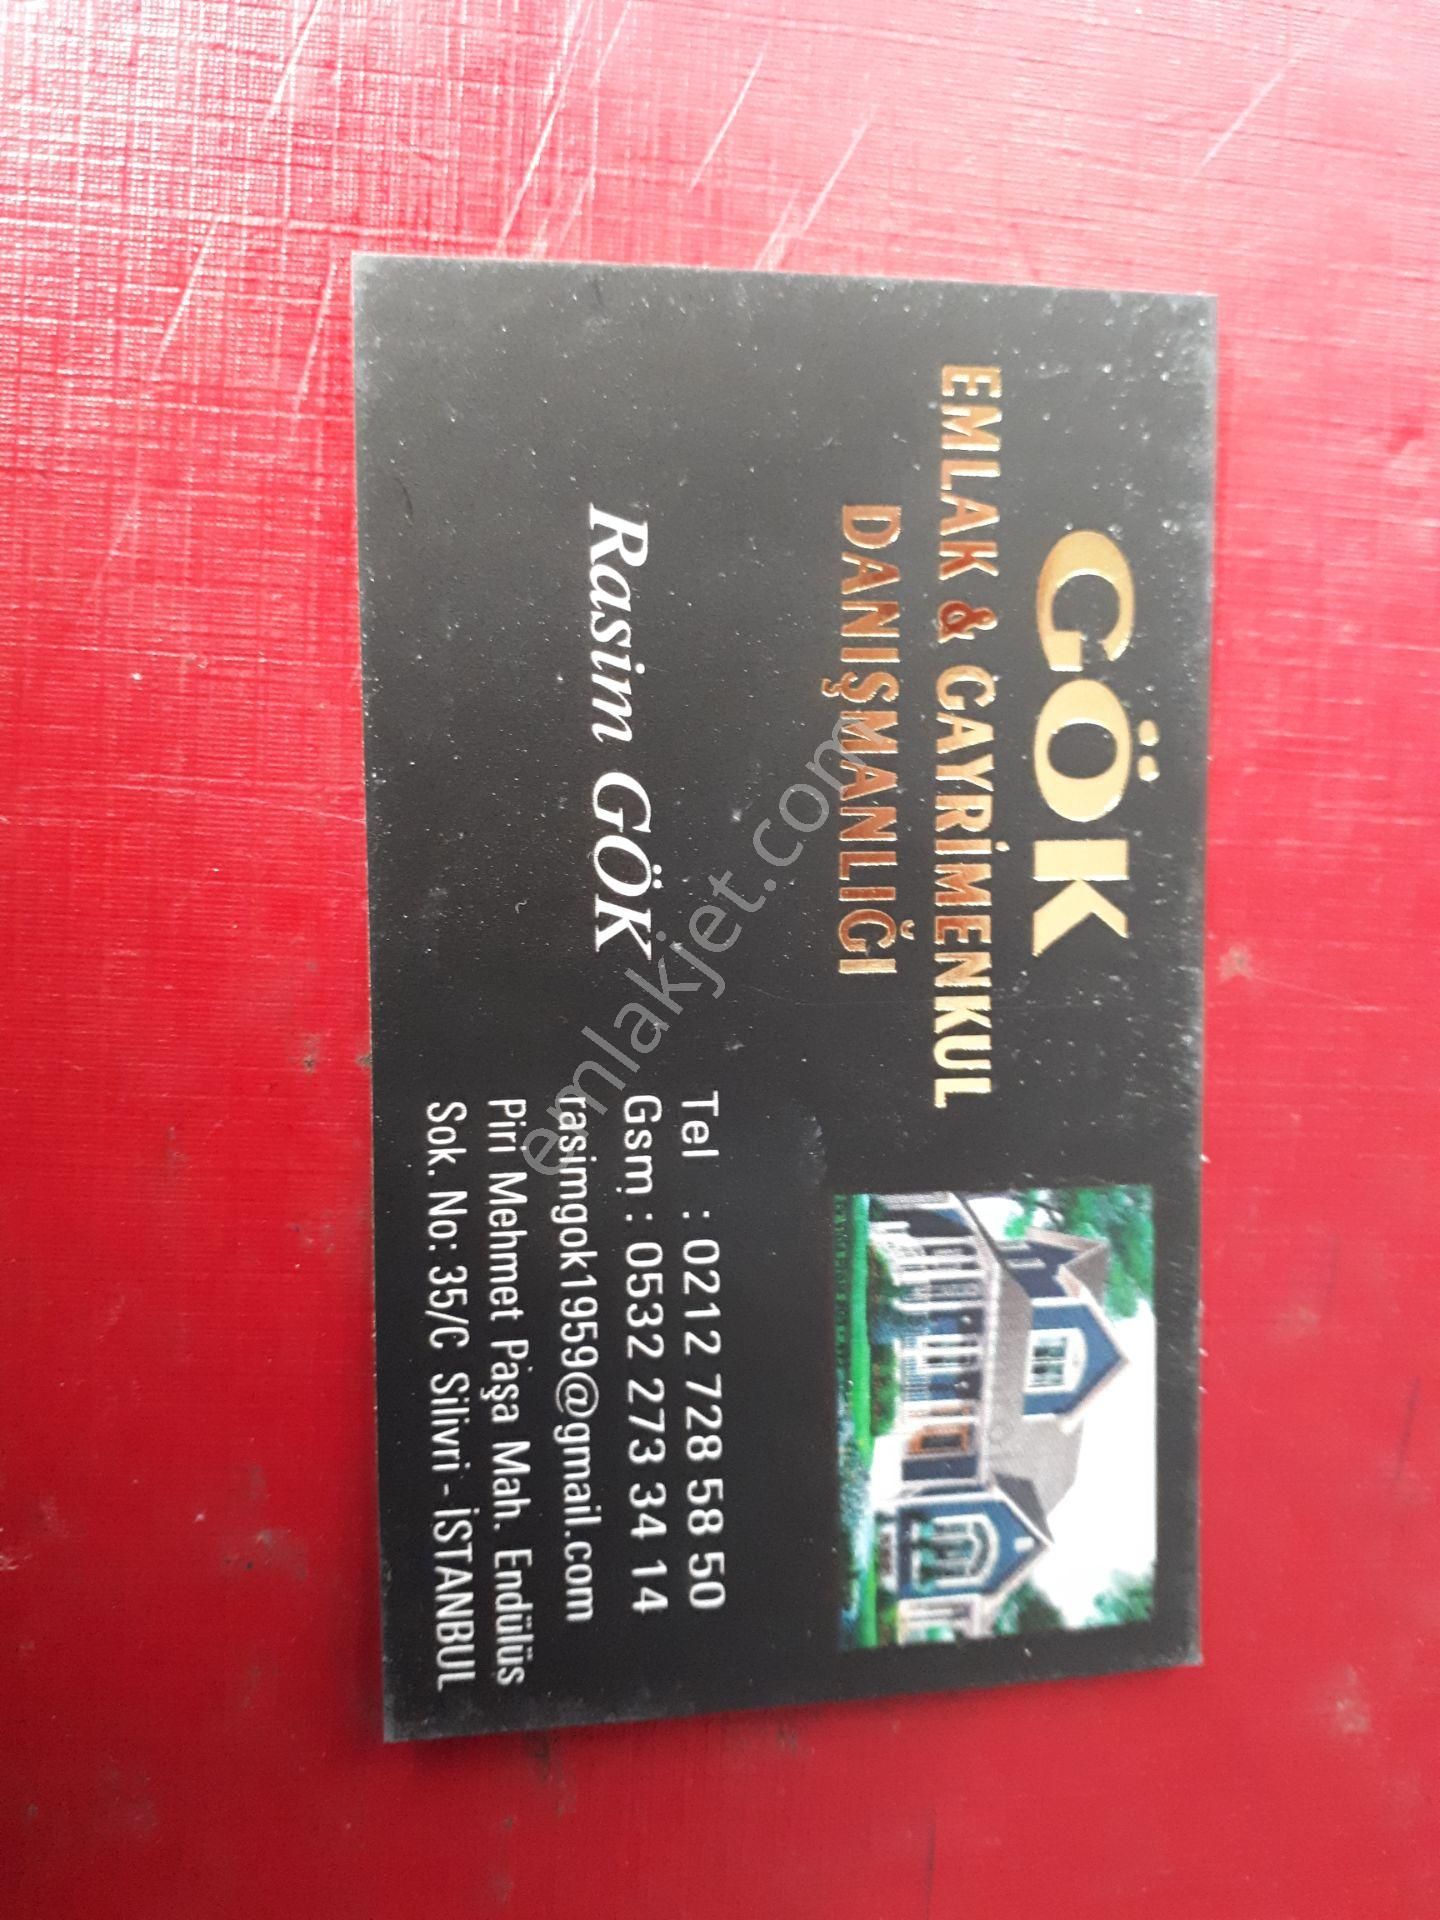 GÖK
EMLAK & GAYRİMENKUL
DANIŞMANLIĞI
Rasim GÖK
Tel : 0212 728 58 50
Gsm : 0532 273 34 14
rasimgok1959@gmail.com
Piri Mehmet Paşa Mah. Endülüs
Sok. No: 35/C Silivri - İSTANBUL
emlakjet.com